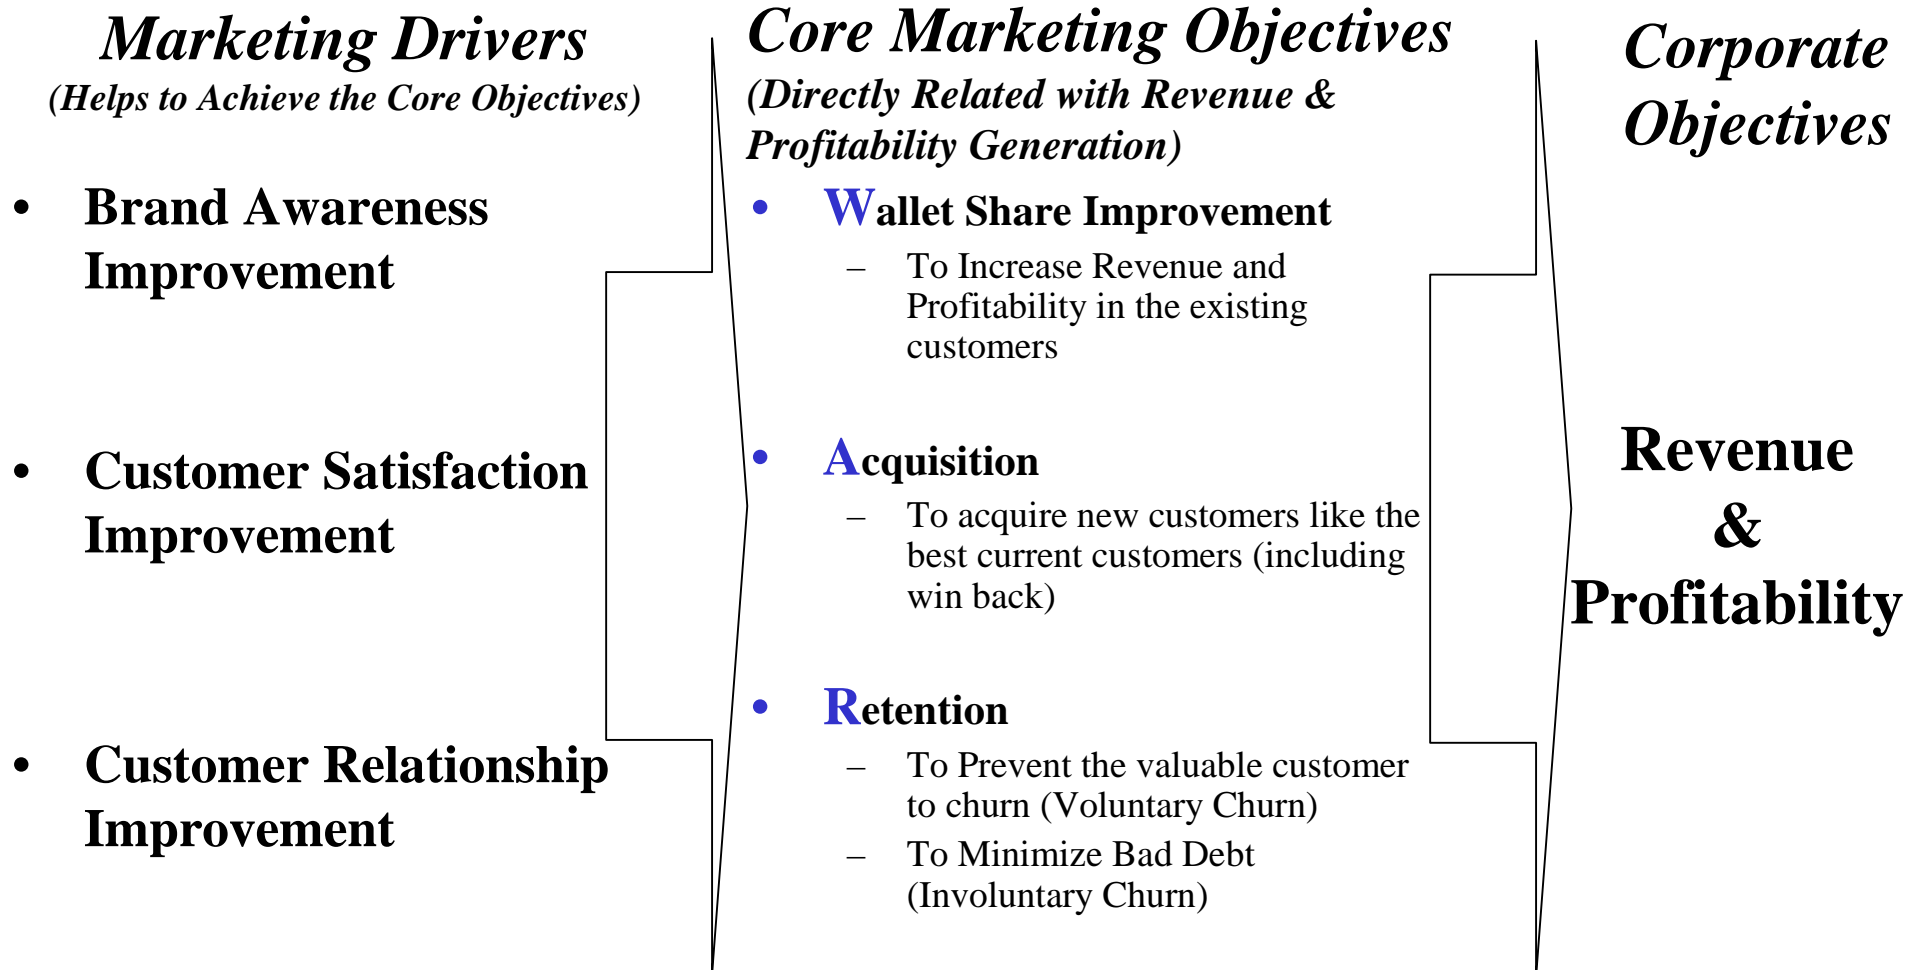 Marketing Drivers
(Helps to Achieve the Core Objectives)
• Brand Awareness
Improvement
• Customer Satisfaction
Improvement
• Customer Relationship
Improvement
Core Marketing Objectives
(Directly Related with Revenue &
Profitability Generation)
• Wallet Share Improvement
– To Increase Revenue and
Profitability in the existing
customers
• Acquisition
– To acquire new customers like the
best current customers (including
win back)
• Retention
– To Prevent the valuable customer
to churn (Voluntary Churn)
– To Minimize Bad Debt
(Involuntary Churn)
Corporate
Objectives
Revenue
&
Profitability